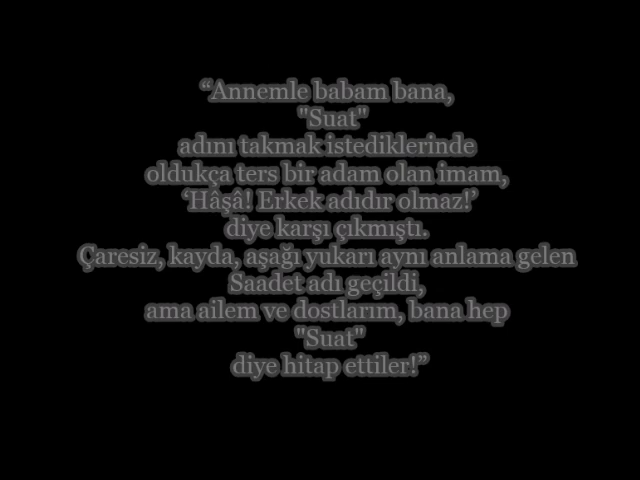 “Annemle babam bana,
"Suat"
adını takmak istediklerinde
oldukça ters bir adam olan imam,
‘Hâşâ! Erkek adıdır olmaz!’
diye karşı çıkmıştı.
Çaresiz, kayda, aşağı yukarı aynı anlama gelen
Saadet adı geçildi,
ama ailem ve dostlarım, bana hep
"Suat"
diye hitap ettiler!”